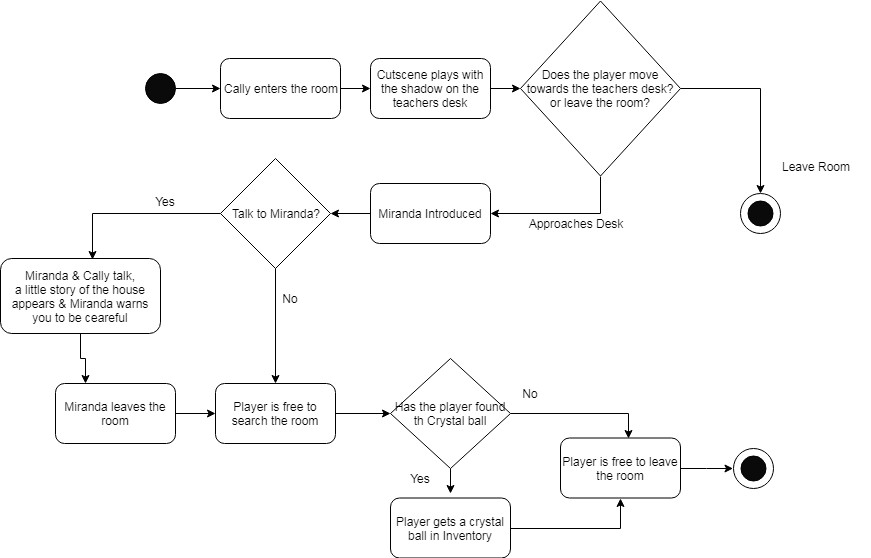 Cally enters the room
Cutscene plays with
the shadow on the
teachers desk
Does the player move
towards the teachers desk?
or leave the room?
Leave Room
Approaches Desk
Miranda Introduced
Talk to Miranda?
Yes
No
Miranda & Cally talk,
a little story of the house
appears & Miranda warns
you to be ceareful
Miranda leaves the
room
Player is free to
search the room
Has the player found
th Crystal ball
No
Yes
Player gets a crystal
ball in Inventory
Player is free to leave
the room